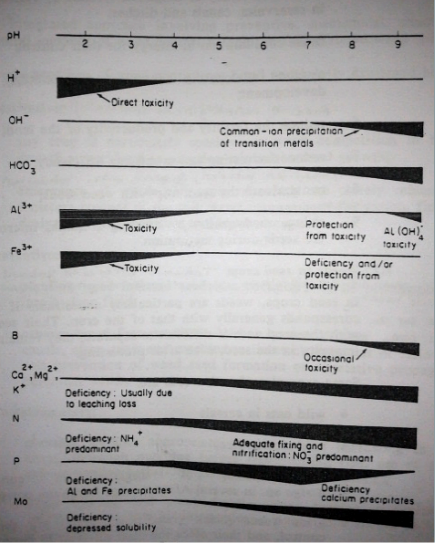 pH
2 3 4 5 6 7 8 9
H⁺
Direct toxicity
OH⁻
Common-ion precipitation
of transition metals
HCO₃⁻
Al³⁺
Toxicity
Protection
from toxicity
Al(OH)₄⁻
toxicity
Fe³⁺
Toxicity
Deficiency and/or
protection from
toxicity
B
Occasional
toxicity
Ca²⁺, Mg²⁺,
K⁺
Deficiency: Usually due
to leaching loss
N
Deficiency: NH₄⁺
predominant
Adequate fixing and
nitrification: NO₃⁻ predominant
P
Deficiency:
Al and Fe precipitates
Deficiency
calcium precipitates
Mo
Deficiency:
depressed solubility